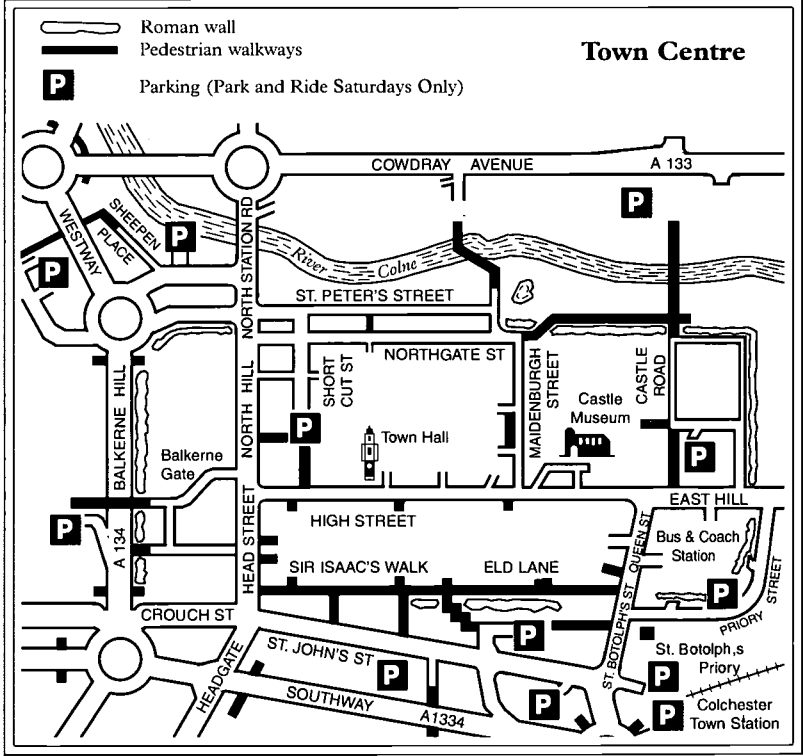 Roman wall
Pedestrian walkways
Town Centre
P
Parking (Park and Ride Saturdays Only)
COWDRAY AVENUE
A 133
WESTWAY
SHEEPEN
PLACE
P
P
NORTH STATION RD
P
River
Colne
ST. PETER'S STREET
NORTHGATE ST
SHORT
CUT ST
MAIDENBURGH
STREET
CASTLE
ROAD
Castle
Museum
BALKERNE HILL
NORTH HILL
P
Town Hall
Balkerne
Gate
P
EAST HILL
P
A 134
HEAD STREET
HIGH STREET
QUEEN ST
Bus & Coach
Station
SIR ISAAC'S WALK
ELD LANE
P
CROUCH ST
ST. BOTOLPH'S ST
PRIORY STREET
HEADGATE
ST. JOHN'S ST
P
P
St. Botolph,s
Priory
P
SOUTHWAY
A1334
P
P
Colchester
Town Station